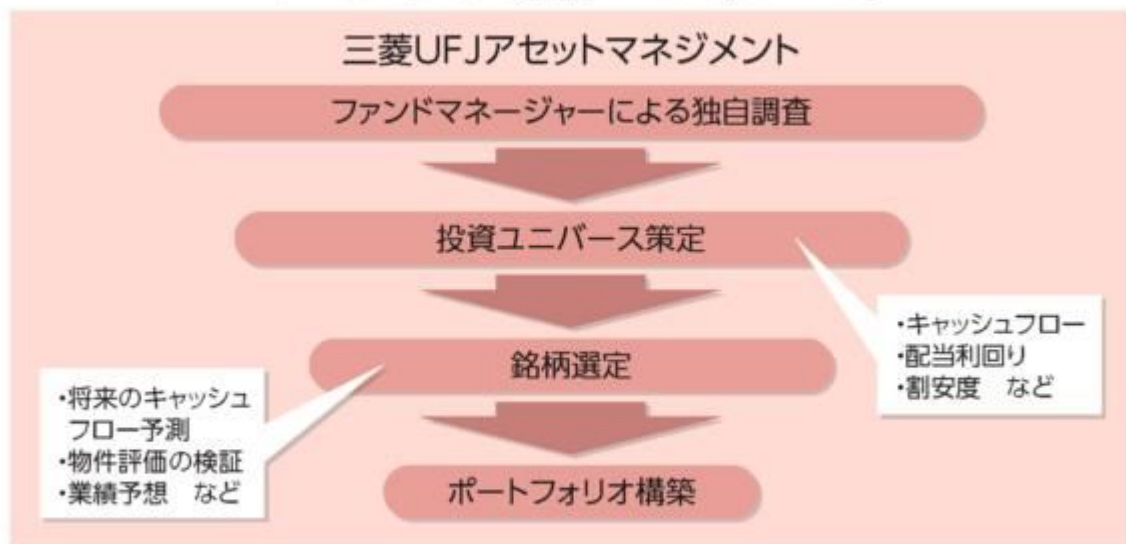 三菱UFJアセットマネジメント
ファンドマネージャーによる独自調査
投資ユニバース策定
・キャッシュフロー
・配当利回り
・割安度　など
銘柄選定
・将来のキャッシュ
フロー予測
・物件評価の検証
・業績予想　など
ポートフォリオ構築